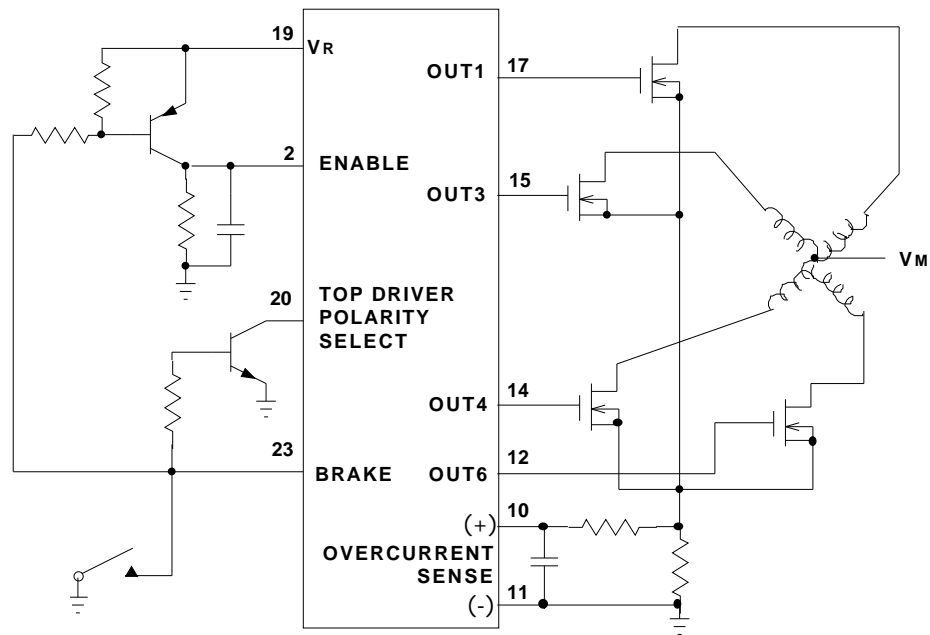 19
VR
OUT1
17
2
ENABLE
OUT3
15
20
TOP DRIVER
POLARITY
SELECT
VM
OUT4
14
23
BRAKE
OUT6
12
(+)
10
OVERCURRENT
SENSE
(-)
11